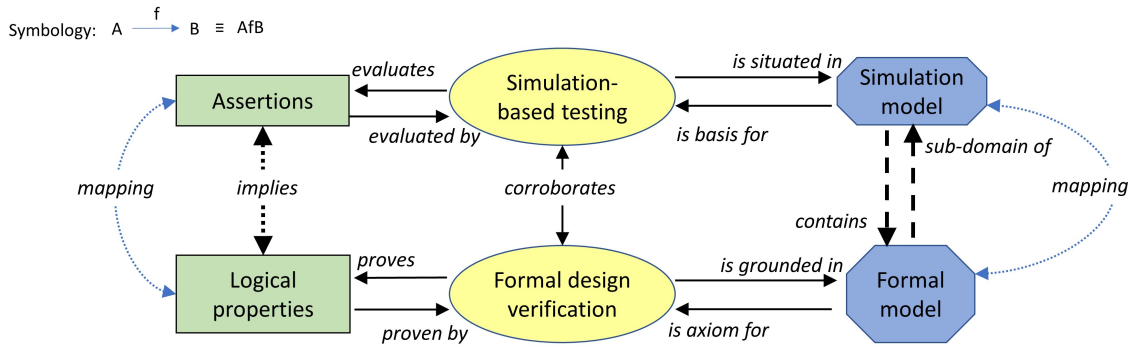 Symbology: A f B ≡ AfB
evaluates
is situated in
Simulation-
based testing
Simulation
model
Assertions
evaluated by
is basis for
sub-domain of
mapping
implies
corroborates
mapping
contains
proves
is grounded in
Logical
properties
Formal design
verification
Formal
model
proven by
is axiom for